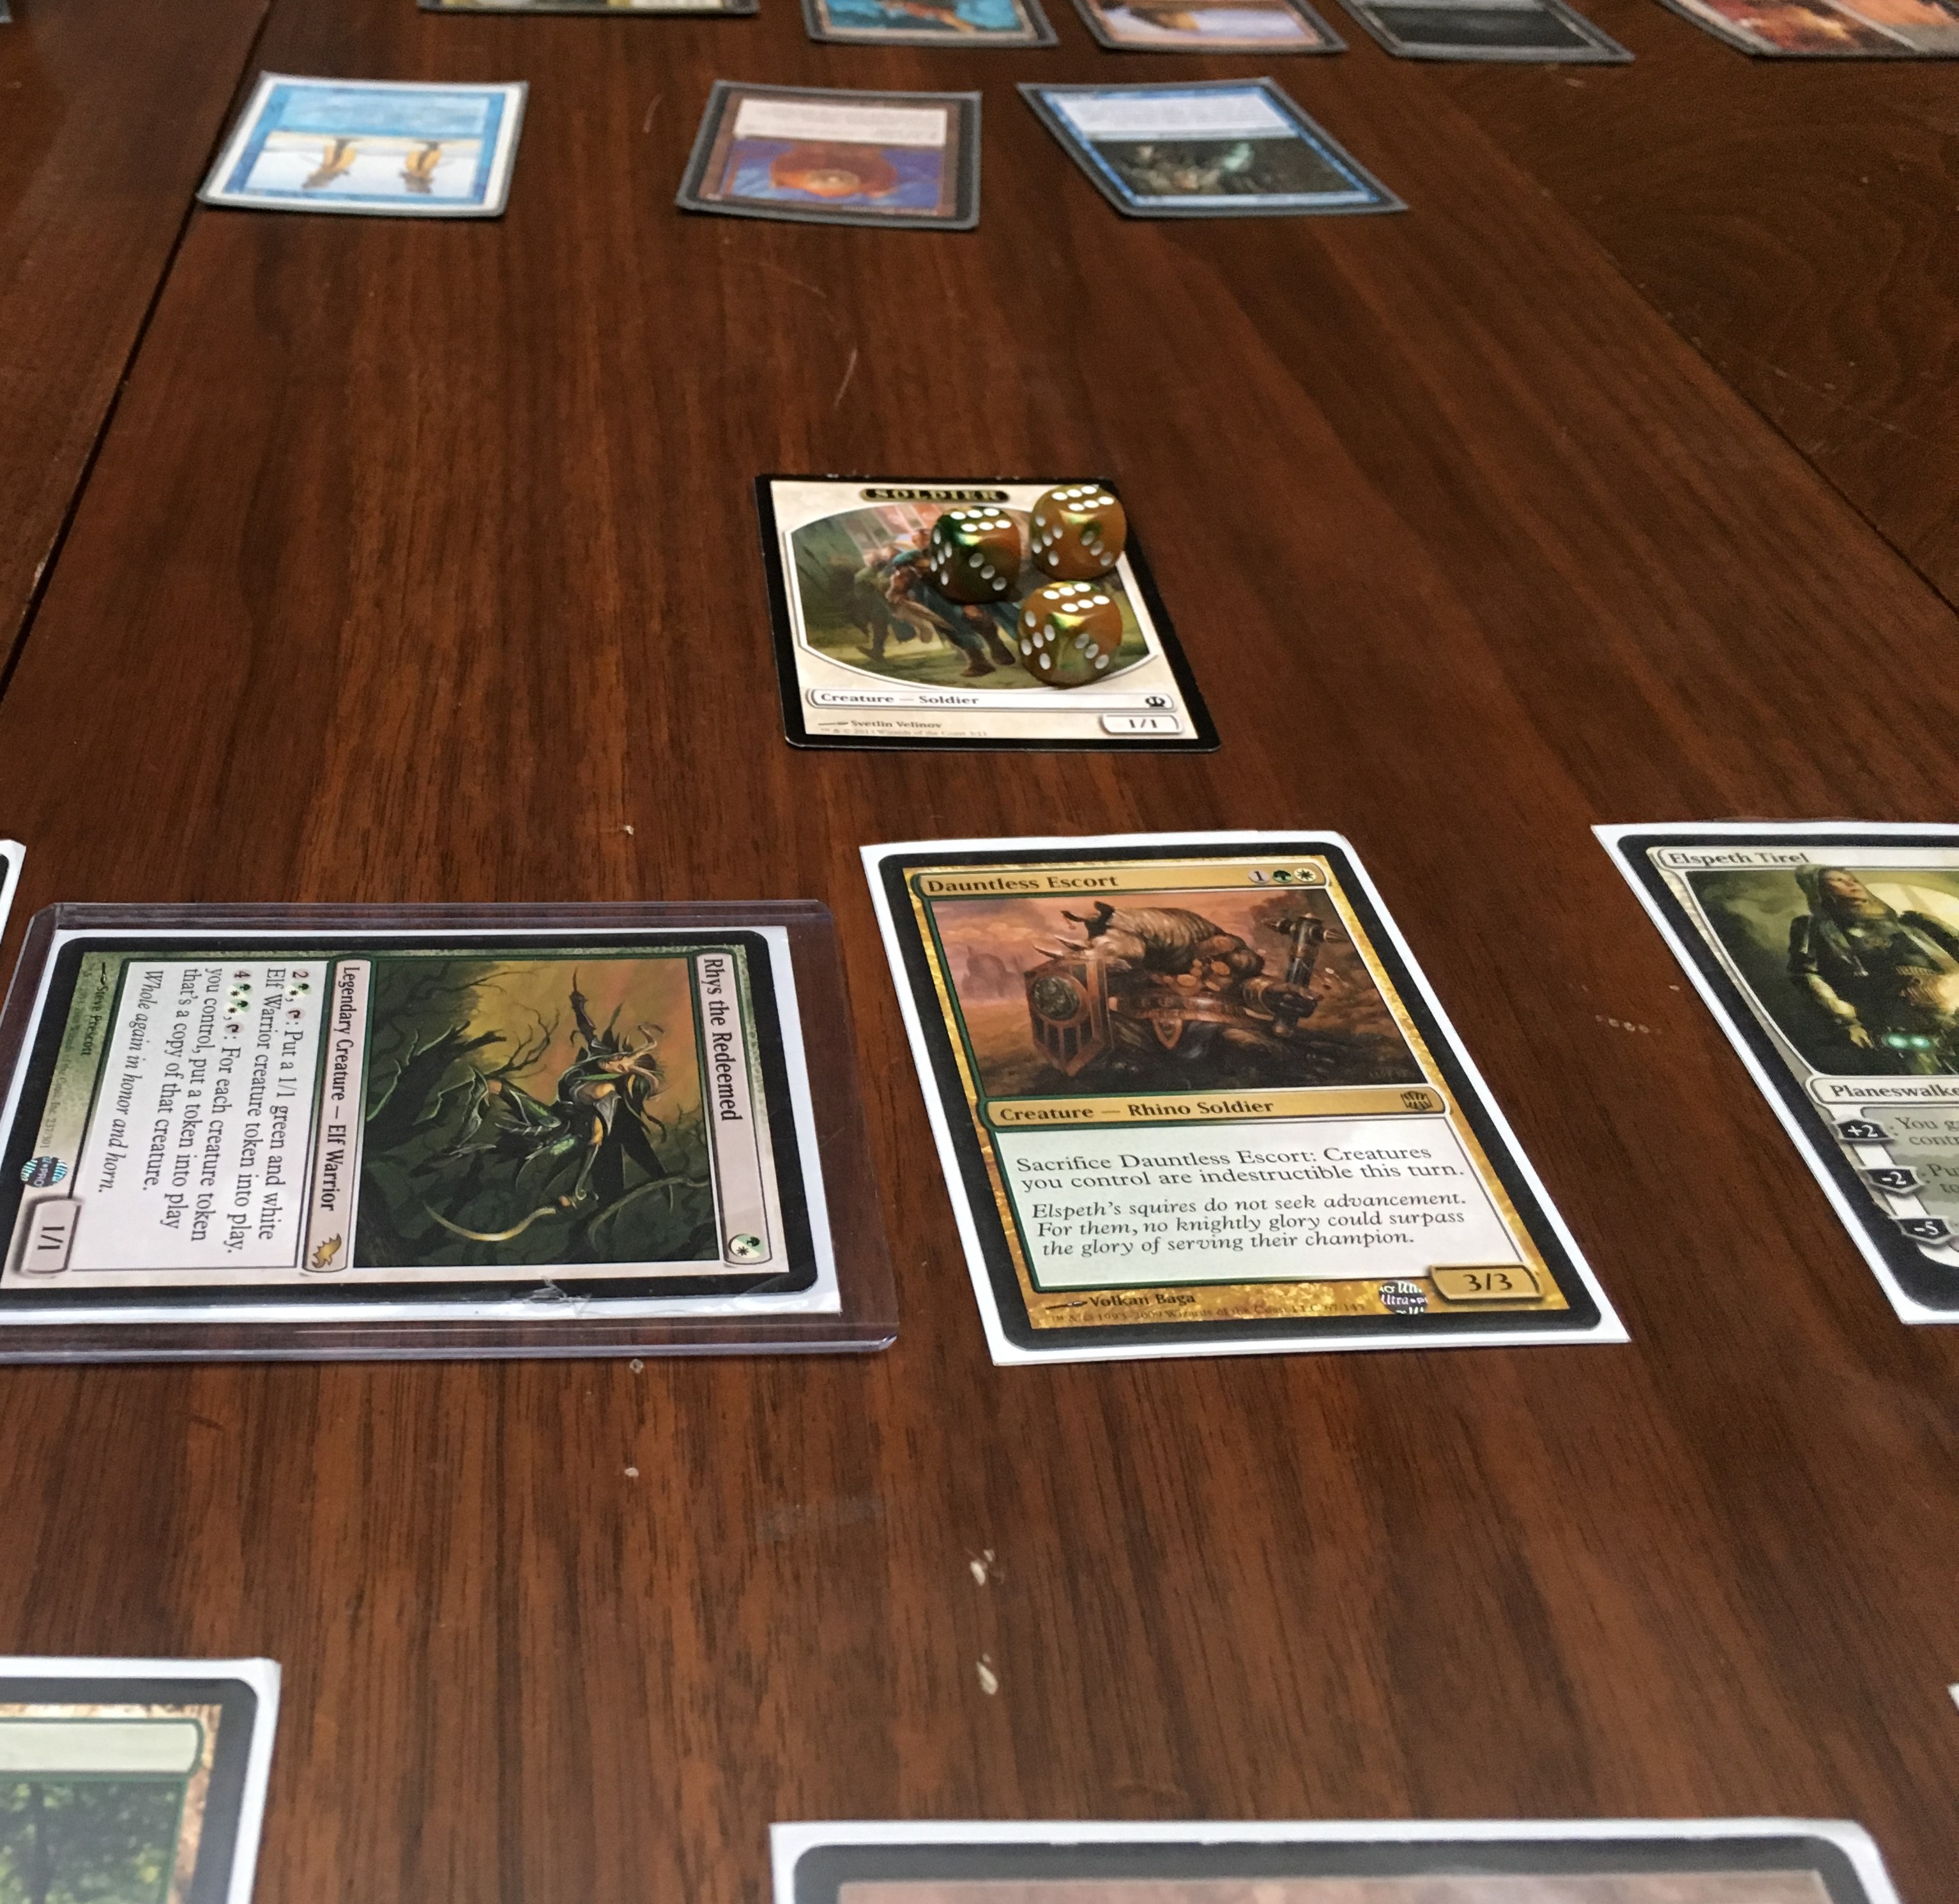 SOLDIER
Creature — Soldier
Svetlin Velinov
1/1
Dauntless Escort
1
Creature — Rhino Soldier
Sacrifice Dauntless Escort: Creatures
you control are indestructible this turn.
Elspeth's squires do not seek advancement.
For them, no knightly glory could surpass
the glory of serving their champion.
Volkan Baga
3/3
Elspeth Tirel
Planeswalke
+2: You g
-2
-5
Rhys the Redeemed
Legendary Creature — Elf Warrior
2 , : Put a 1/1 green and white
Elf Warrior creature token into play.
4 , : For each creature token
you control, put a token into play
that's a copy of that creature.
Whole again in honor and horn.
Steve Prescott
1/1